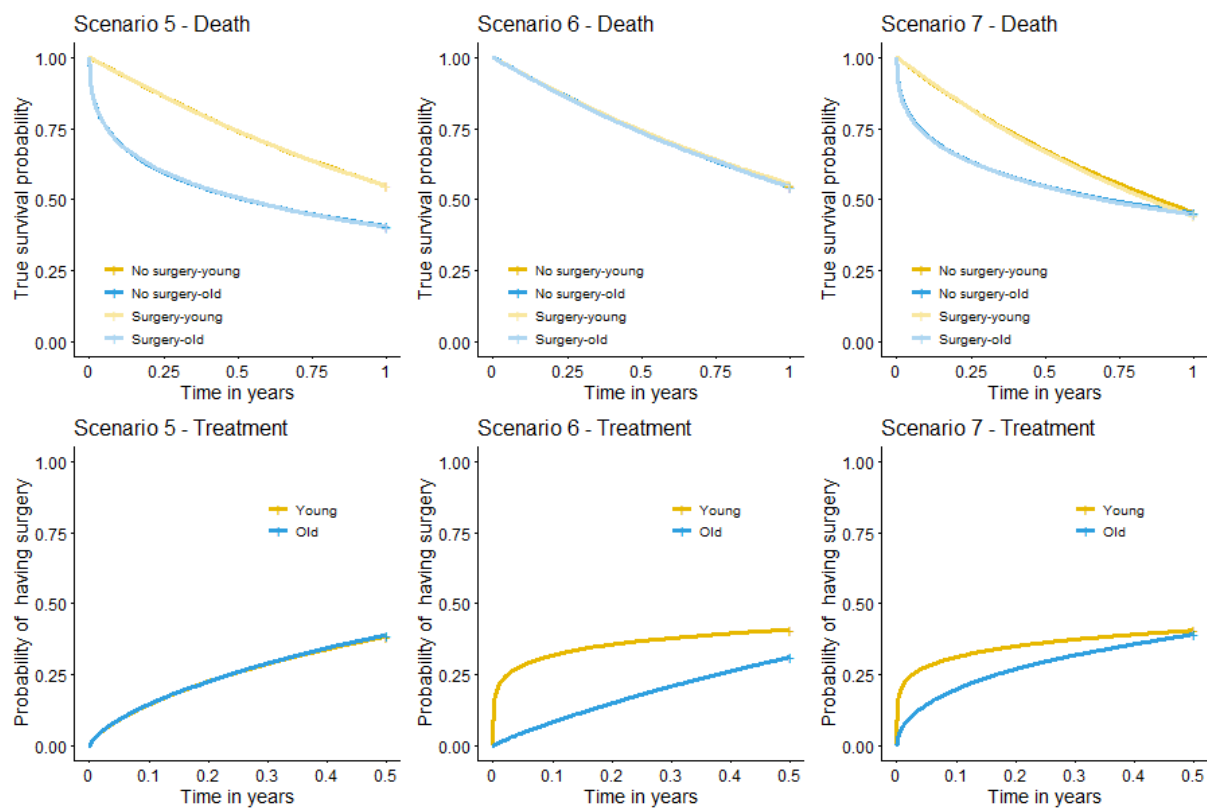 Scenario 5 - Death
True survival probability
1.00
0.75
0.50
0.25
0.00
No surgery-young
No surgery-old
Surgery-young
Surgery-old
0 0.25 0.5 0.75 1
Time in years
Scenario 6 - Death
True survival probability
1.00
0.75
0.50
0.25
0.00
No surgery-young
No surgery-old
Surgery-young
Surgery-old
0 0.25 0.5 0.75 1
Time in years
Scenario 7 - Death
True survival probability
1.00
0.75
0.50
0.25
0.00
No surgery-young
No surgery-old
Surgery-young
Surgery-old
0 0.25 0.5 0.75 1
Time in years
Scenario 5 - Treatment
Probability of having surgery
1.00
0.75
0.50
0.25
0.00
Young
Old
0 0.1 0.2 0.3 0.4 0.5
Time in years
Scenario 6 - Treatment
Probability of having surgery
1.00
0.75
0.50
0.25
0.00
Young
Old
0 0.1 0.2 0.3 0.4 0.5
Time in years
Scenario 7 - Treatment
Probability of having surgery
1.00
0.75
0.50
0.25
0.00
Young
Old
0 0.1 0.2 0.3 0.4 0.5
Time in years